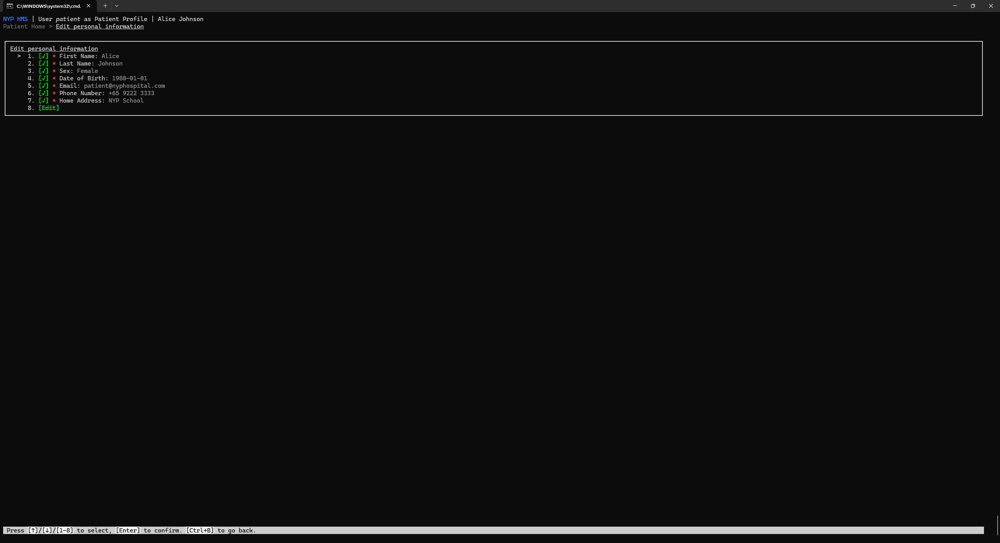 C:\WINDOWS\system32\cmd.
NYP HMS | User patient as Patient Profile | Alice Johnson
Patient Home > Edit personal information
Edit personal information
> 1. [√] * First Name: Alice
2. [√] * Last Name: Johnson
3. [√] * Sex: Female
4. [√] * Date of Birth: 1980-01-01
5. [√] * Email: patient@nyphospital.com
6. [√] * Phone Number: +65 9222 3333
7. [√] * Home Address: NYP School
8. [Edit]
Press [↑]/[↓]/[1-8] to select, [Enter] to confirm. [Ctrl+B] to go back.